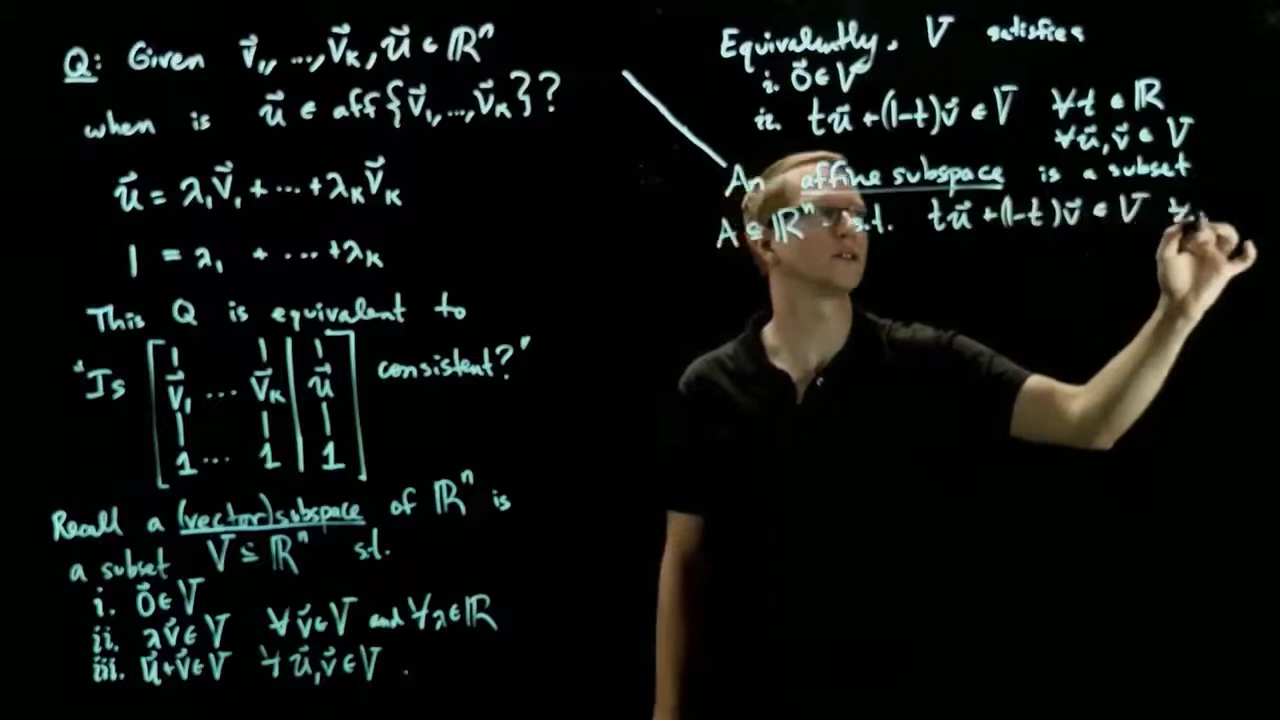 Q: Given v⃗₁, ..., v⃗ₖ, u⃗ ∈ ℝⁿ
when is u⃗ ∈ aff{v⃗₁, ..., v⃗ₖ}?
u⃗ = λ₁v⃗₁ + ... + λₖv⃗ₖ
1 = λ₁ + ... + λₖ
This Q is equivalent to
"Is [v⃗₁ ... v⃗ₖ | u⃗] consistent?"
1 ... 1 | 1
Recall a (vector) subspace of ℝⁿ is
a subset V ⊆ ℝⁿ s.t.
i. 0⃗ ∈ V
ii. λv⃗ ∈ V ∀ v⃗ ∈ V and ∀ λ ∈ ℝ
iii. u⃗ + v⃗ ∈ V ∀ u⃗, v⃗ ∈ V.
Equivalently, V satisfies
i. 0⃗ ∈ V
ii. tu⃗ + (1-t)v⃗ ∈ V ∀ t ∈ ℝ
∀ u⃗, v⃗ ∈ V
An affine subspace is a subset
A ⊆ ℝⁿ s.t. tu⃗ + (1-t)v⃗ ∈ V ∀